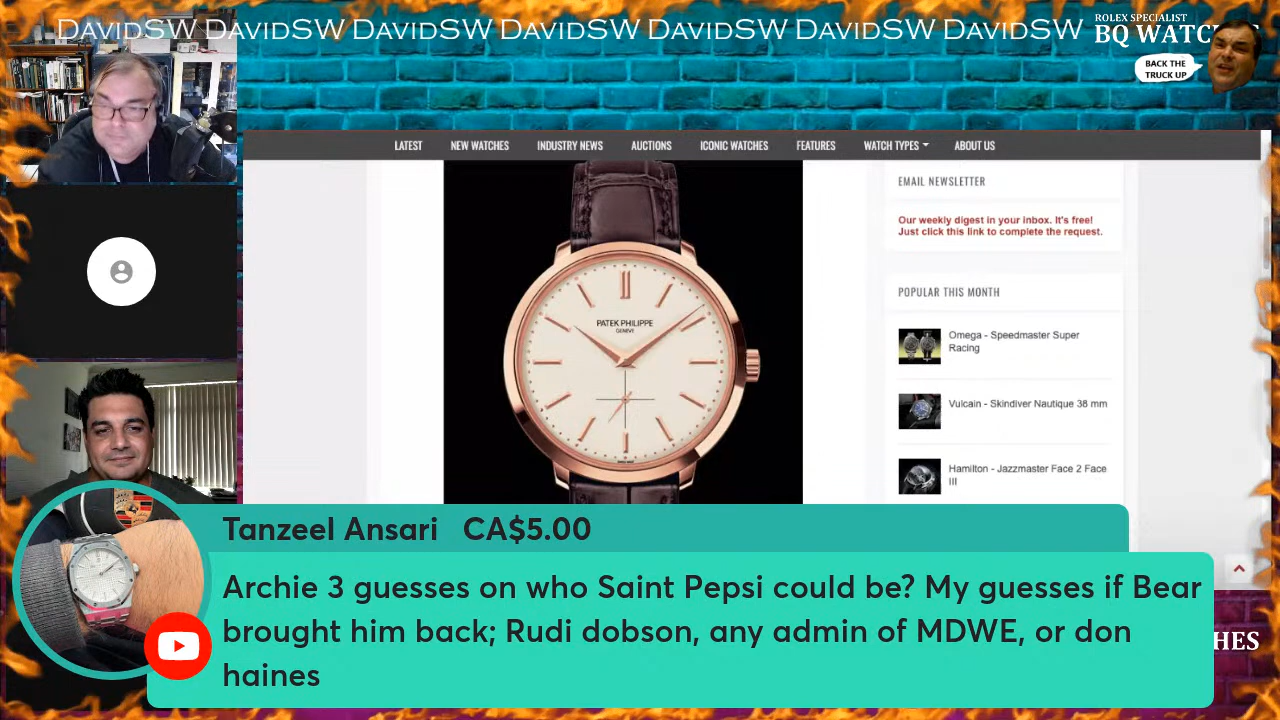 DAVIDSW DAVIDSW DAVIDSW DAVIDSW DAVIDSW DAVIDSW DAVIDSW
ROLEX SPECIALIST
BQ WATC
BACK THE
TRUCK UP
LATEST NEW WATCHES INDUSTRY NEWS AUCTIONS ICONIC WATCHES FEATURES WATCH TYPES ABOUT US
EMAIL NEWSLETTER
Our weekly digest in your inbox. It's free!
Just click this link to complete the request.
POPULAR THIS MONTH
Omega - Speedmaster Super
Racing
Vulcain - Skindiver Nautique 38 mm
Hamilton - Jazzmaster Face 2 Face
III
PATEK PHILIPPE
GENEVE
Tanzeel Ansari CA$5.00
Archie 3 guesses on who Saint Pepsi could be? My guesses if Bear
brought him back; Rudi dobson, any admin of MDWE, or don
haines
HES